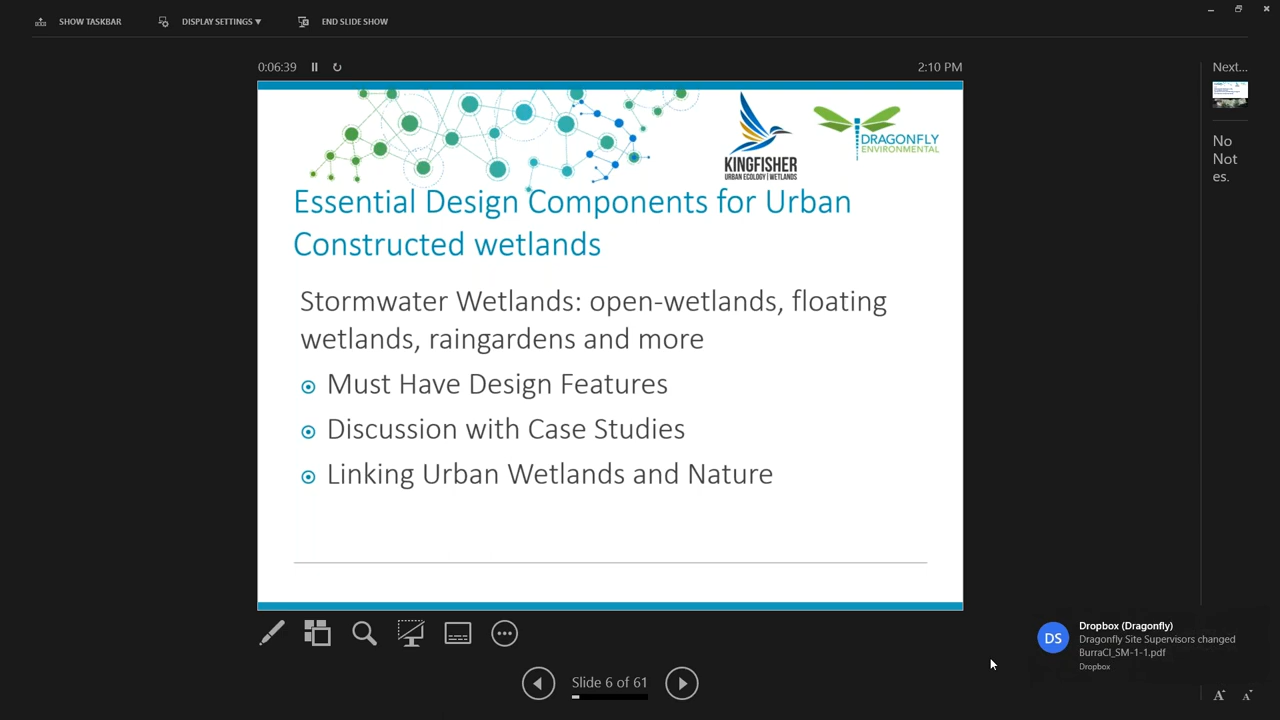 SHOW TASKBAR
DISPLAY SETTINGS ▾
END SLIDE SHOW
0:06:39
2:10 PM
Next...
KINGFISHER
URBAN ECOLOGY | WETLANDS
DRAGONFLY
ENVIRONMENTAL
Essential Design Components for Urban
Constructed wetlands
Stormwater Wetlands: open-wetlands, floating
wetlands, raingardens and more
Must Have Design Features
Discussion with Case Studies
Linking Urban Wetlands and Nature
No
Not
es.
DS
Dropbox (Dragonfly)
Dragonfly Site Supervisors changed
BurraCl_SM-1-1.pdf
Dropbox
Slide 6 of 61
A
A